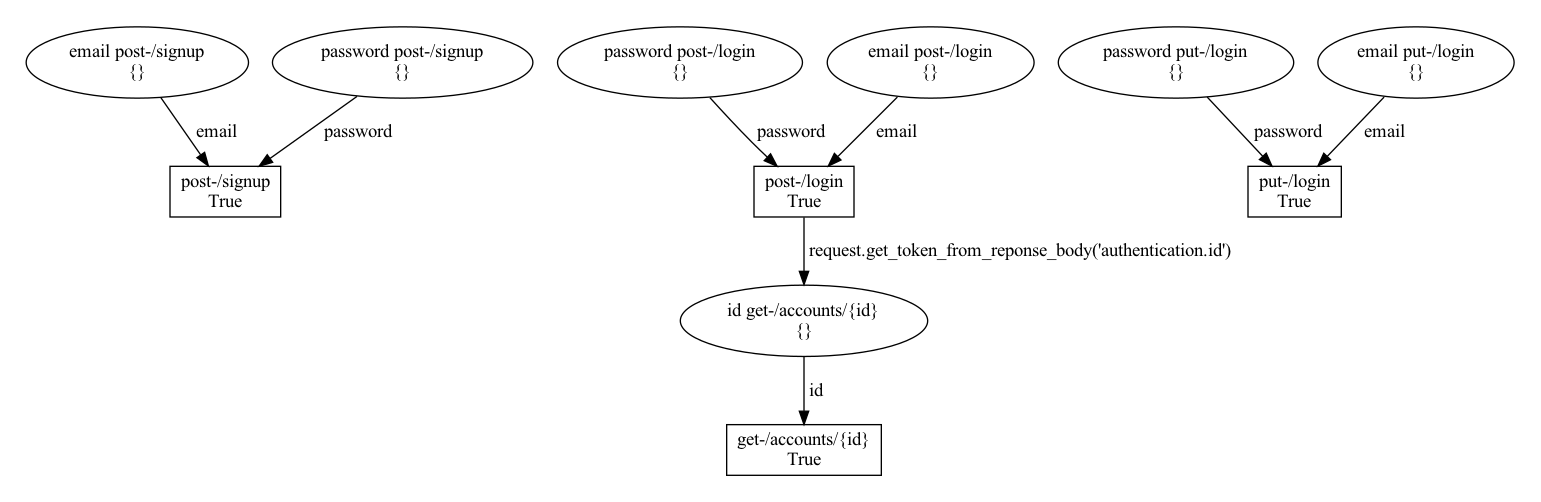 email post-/signup
{}
password post-/signup
{}
password post-/login
{}
email post-/login
{}
password put-/login
{}
email put-/login
{}
email
password
password
email
password
email
post-/signup
True
post-/login
True
put-/login
True
request.get_token_from_reponse_body('authentication.id')
id get-/accounts/{id}
{}
id
get-/accounts/{id}
True